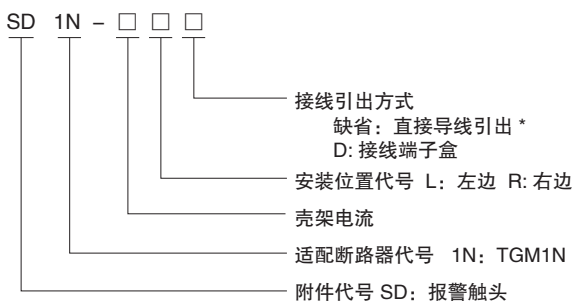 SD 1N – □ □ □
接线引出方式
缺省：直接导线引出 *
D: 接线端子盒
安装位置代号 L：左边 R: 右边
壳架电流
适配断路器代号 1N：TGM1N
附件代号 SD：报警触头